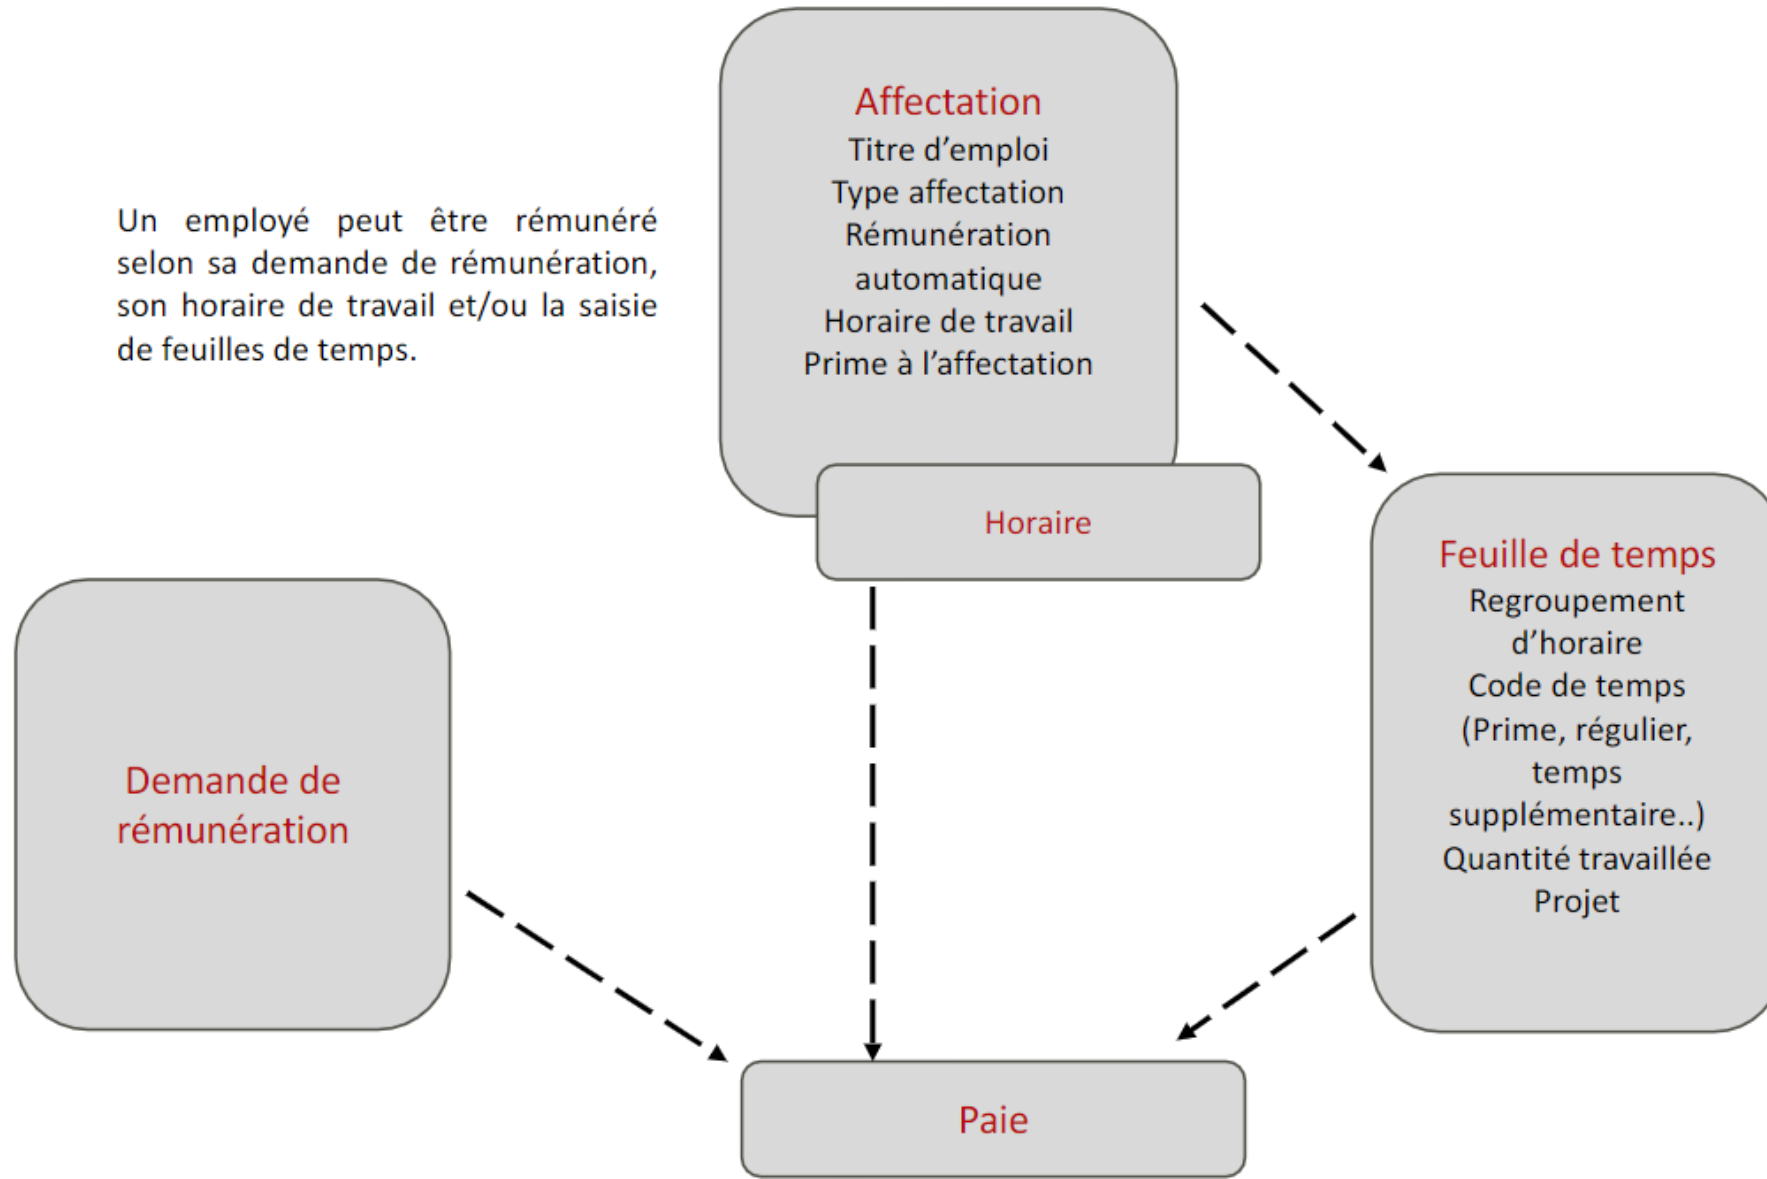 Affectation
Titre d’emploi
Type affectation
Rémunération
automatique
Horaire de travail
Prime à l’affectation
Un employé peut être rémunéré
selon sa demande de rémunération,
son horaire de travail et/ou la saisie
de feuilles de temps.
Horaire
Feuille de temps
Regroupement
d’horaire
Code de temps
(Prime, régulier,
temps
supplémentaire..)
Quantité travaillée
Projet
Demande de
rémunération
Paie